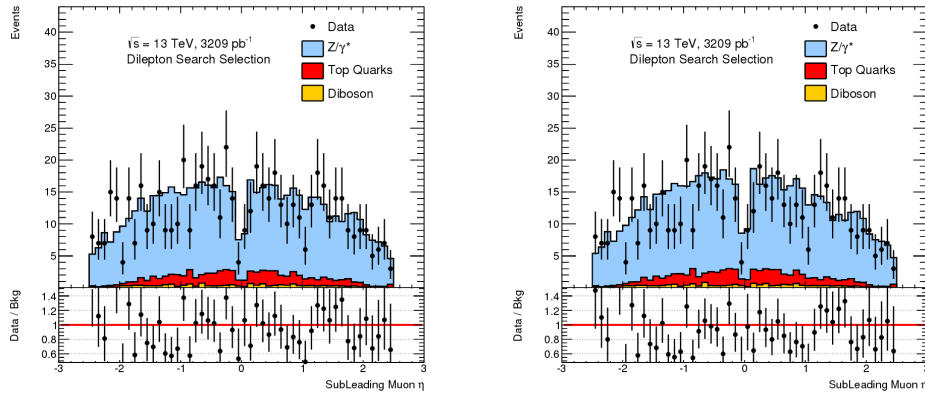 Events
40
35
30
25
20
15
10
5
√s = 13 TeV, 3209 pb-1
Dilepton Search Selection
Data
Z/γ*
Top Quarks
Diboson
Data / Bkg
1.4
1.2
1
0.8
0.6
-3 -2 -1 0 1 2 3
SubLeading Muon η
Events
40
35
30
25
20
15
10
5
√s = 13 TeV, 3209 pb-1
Dilepton Search Selection
Data
Z/γ*
Top Quarks
Diboson
Data / Bkg
1.4
1.2
1
0.8
0.6
-3 -2 -1 0 1 2 3
SubLeading Muon η